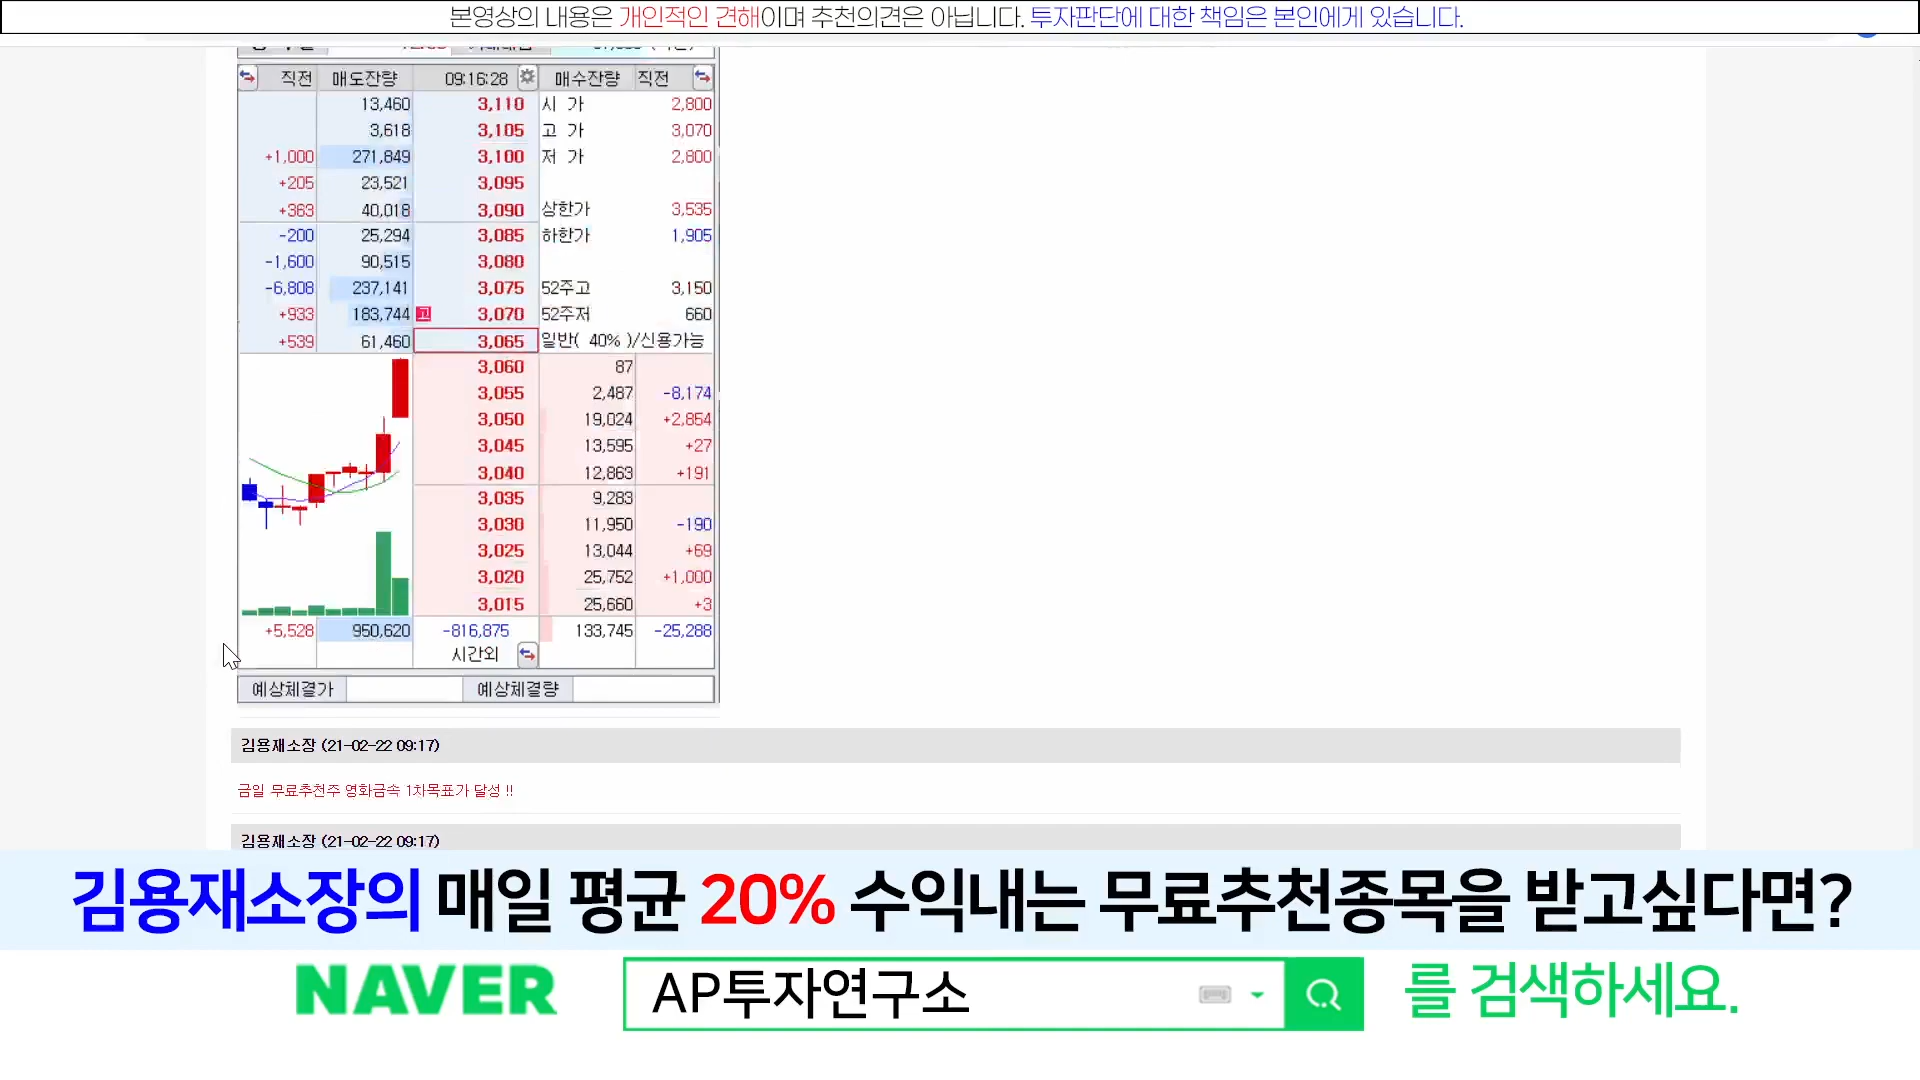 본영상의 내용은 개인적인 견해이며 추천의견은 아닙니다. 투자판단에 대한 책임은 본인에게 있습니다.
직전 매도잔량 09:16:28 매수잔량 직전
13,460 3,110 시 가 2,800
3,618 3,105 고 가 3,070
+1,000 271,849 3,100 저 가 2,800
+205 23,521 3,095
+363 40,018 3,090 상한가 3,535
-200 25,294 3,085 하한가 1,905
-1,600 90,515 3,080
-6,808 237,141 3,075 52주고 3,150
+933 183,744 고 3,070 52주저 660
+539 61,460 3,065 일반( 40% )/신용가능
3,060 87
3,055 2,487 -8,174
3,050 19,024 +2,854
3,045 13,595 +27
3,040 12,863 +191
3,035 9,283
3,030 11,950 -190
3,025 13,044 +69
3,020 25,752 +1,000
3,015 25,660 +3
+5,528 950,620 -816,875 133,745 -25,288
시간외
예상체결가 예상체결량
김용재소장 (21-02-22 09:17)
금일 무료추천주 영화금속 1차목표가 달성 !!
김용재소장 (21-02-22 09:17)
김용재소장의 매일 평균 20% 수익내는 무료추천종목을 받고싶다면?
NAVER AP투자연구소 를 검색하세요.